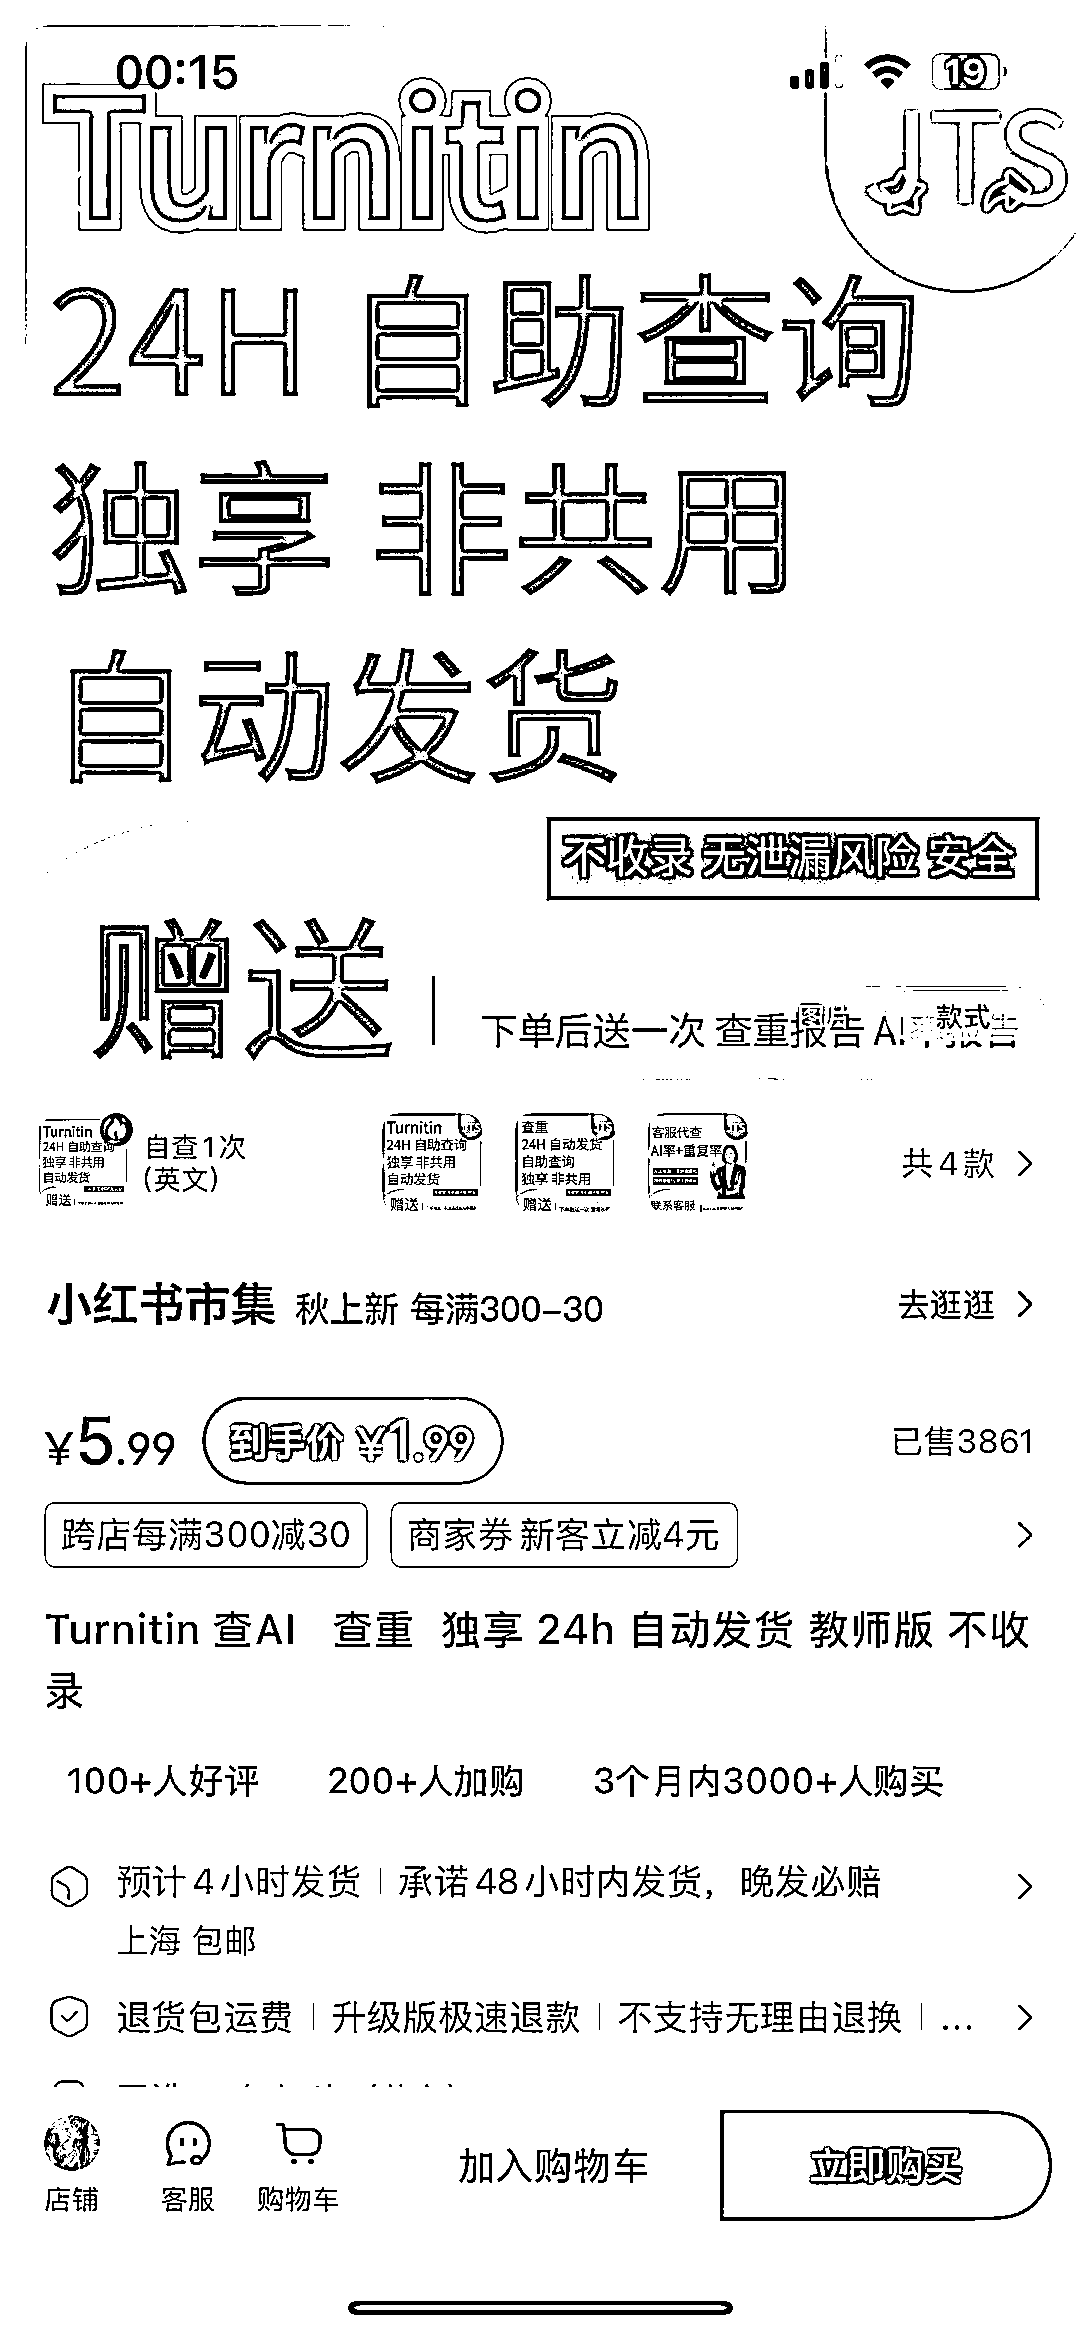 00:15
19
Turnitin
JTS
24H 自助查询
独享 非共用
自动发货
不收录 无泄漏风险 安全
赠送
下单后送一次 查重报告 AI
款式
Turnitin
24H 自助查询
独享 非共用
自动发货
赠送
自查1次
(英文)
Turnitin
24H 自助查询
独享 非共用
自动发货
赠送
查重
24H 自动发货
自助查询
独享 非共用
赠送
客服代查
AI率+重复率
联系客服
共4款
小红书市集 秋上新 每满300-30
去逛逛
¥5.99 到手价 ¥1.99
已售3861
跨店每满300减30 商家券 新客立减4元
Turnitin 查AI 查重 独享 24h 自动发货 教师版 不收
录
100+人好评 200+人加购 3个月内3000+人购买
预计4小时发货 | 承诺48小时内发货，晚发必赔
上海 包邮
退货包运费 | 升级版极速退款 | 不支持无理由退换 | ...
店铺 客服 购物车
加入购物车
立即购买